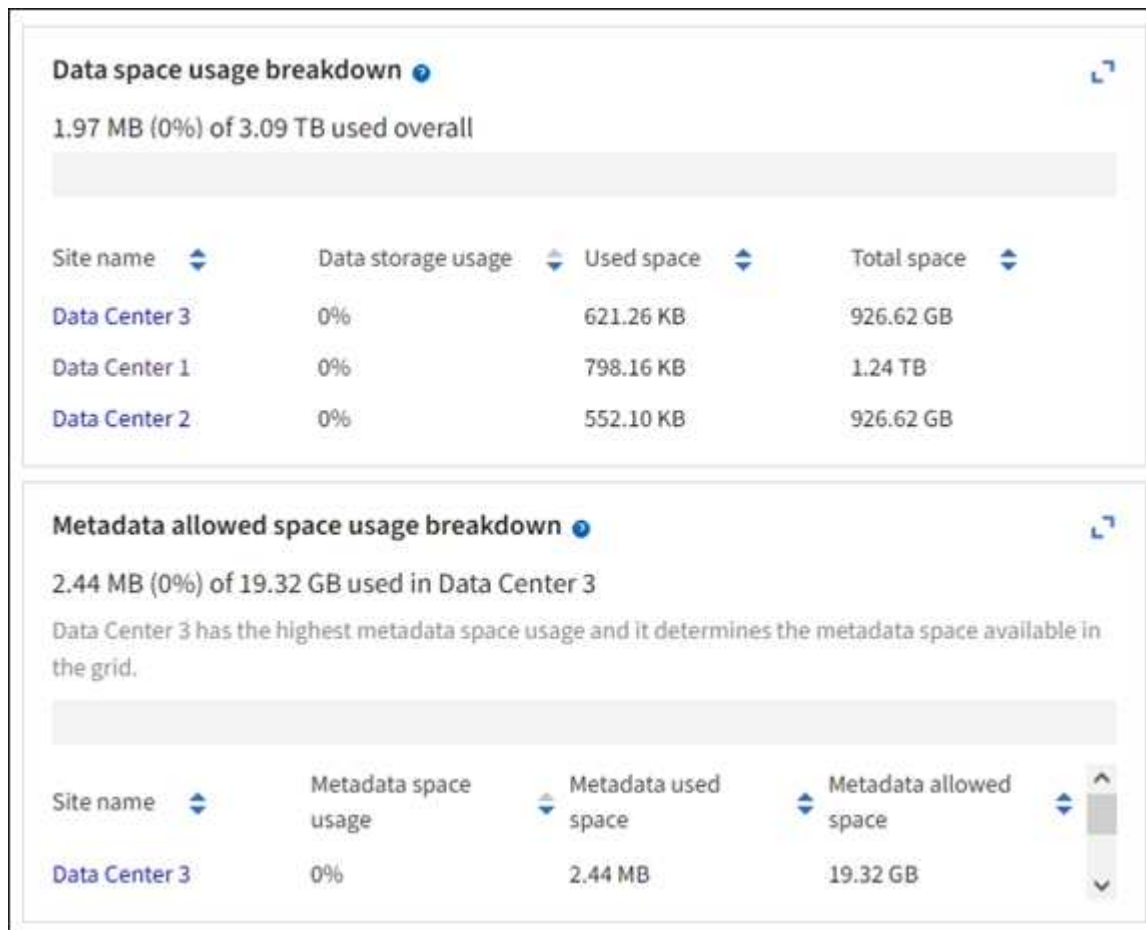 Data space usage breakdown ?
1.97 MB (0%) of 3.09 TB used overall
Site name Data storage usage Used space Total space
Data Center 3 0% 621.26 KB 926.62 GB
Data Center 1 0% 798.16 KB 1.24 TB
Data Center 2 0% 552.10 KB 926.62 GB
Metadata allowed space usage breakdown ?
2.44 MB (0%) of 19.32 GB used in Data Center 3
Data Center 3 has the highest metadata space usage and it determines the metadata space available in
the grid.
Site name Metadata space usage Metadata used space Metadata allowed space
Data Center 3 0% 2.44 MB 19.32 GB